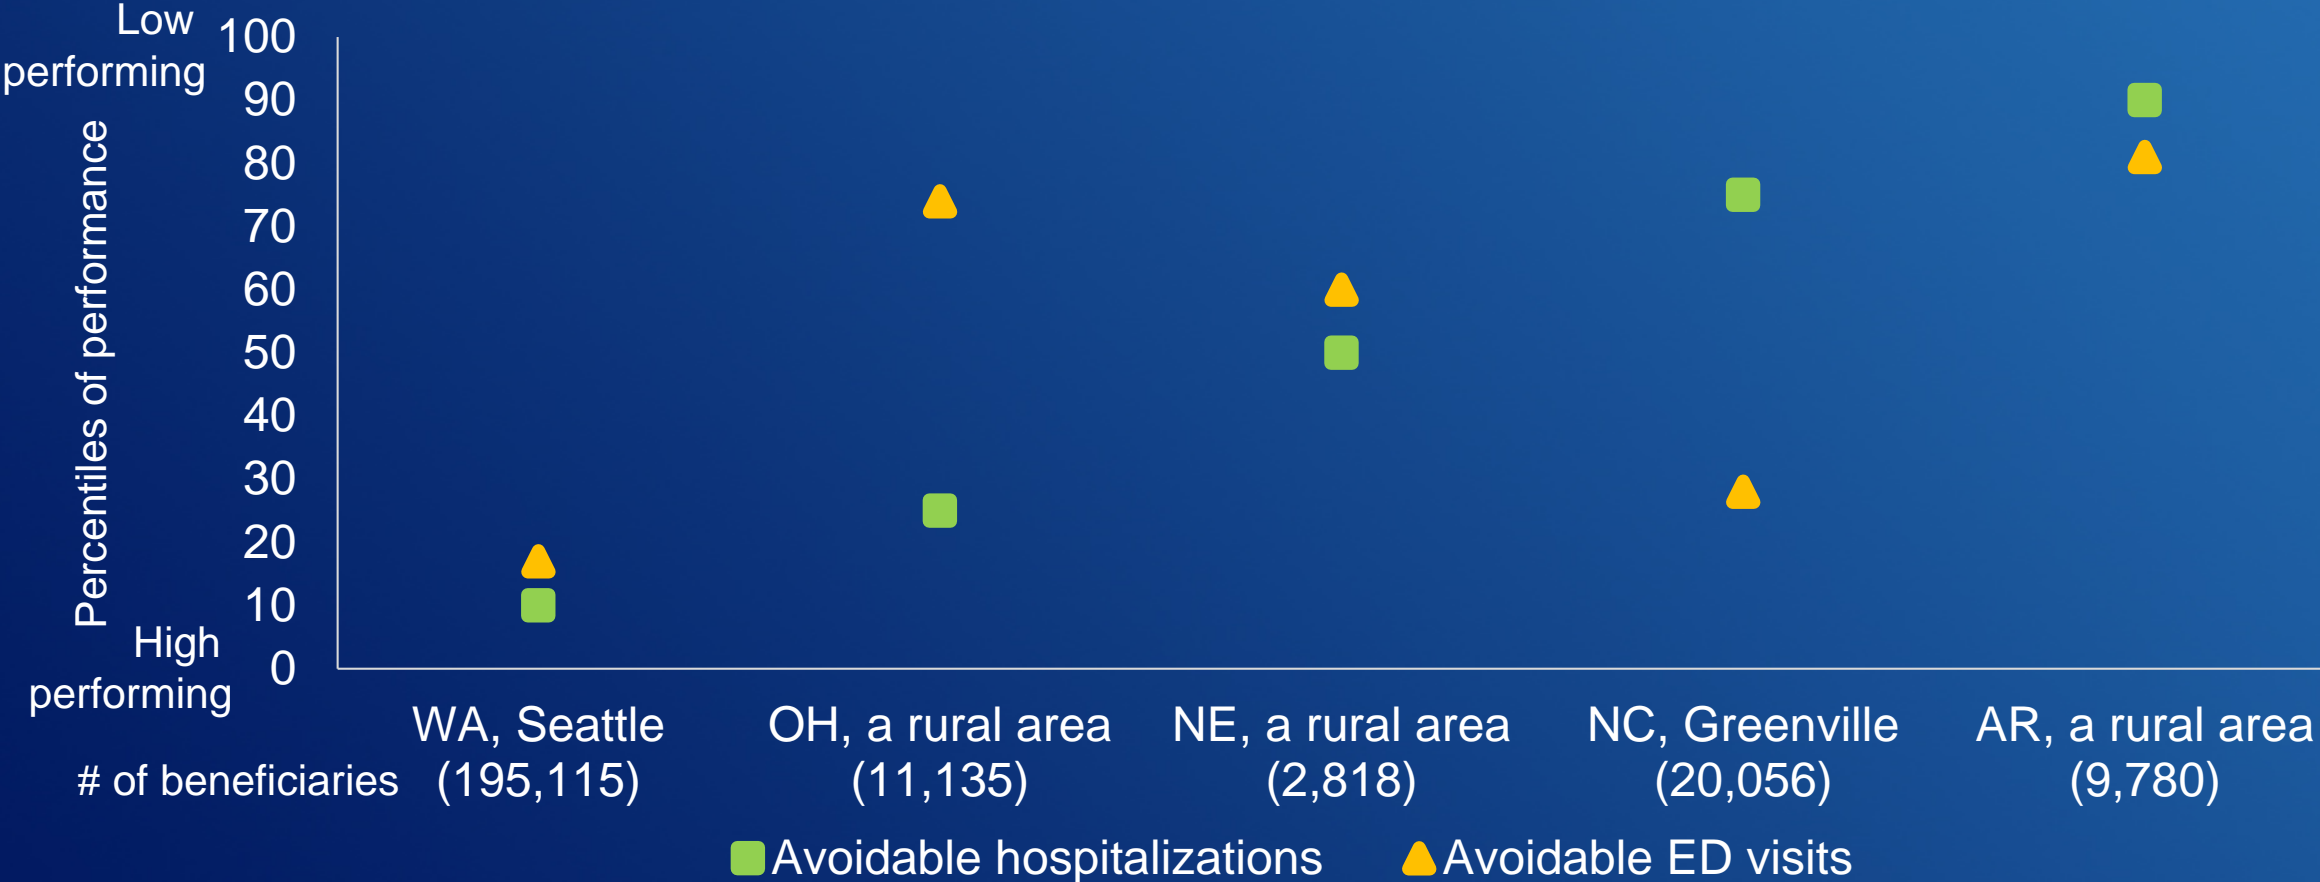 Low
performing
100
90
80
70
60
50
40
30
20
10
0
Percentiles of performance
High
performing
WA, Seattle
OH, a rural area
NE, a rural area
NC, Greenville
AR, a rural area
# of beneficiaries
(195,115)
(11,135)
(2,818)
(20,056)
(9,780)
Avoidable hospitalizations
Avoidable ED visits